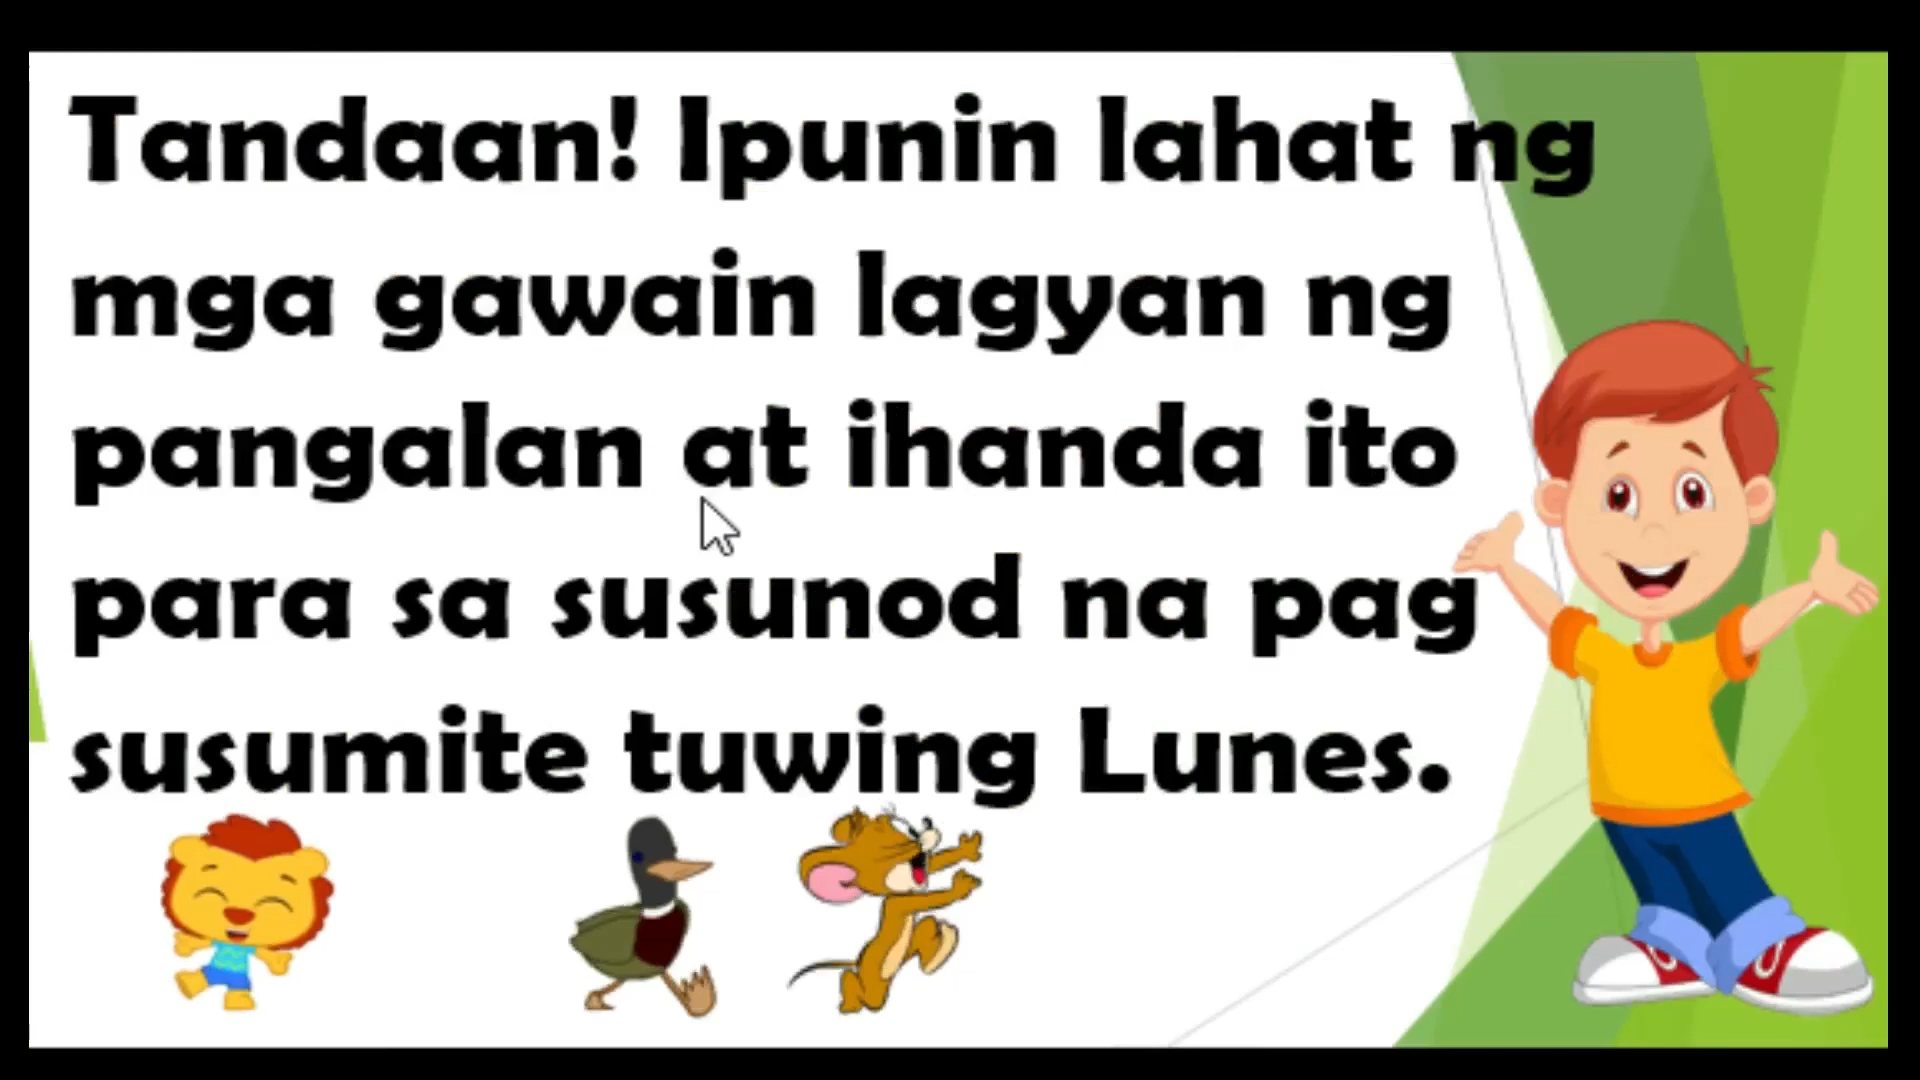 Tandaan! Ipunin lahat ng
mga gawain lagyan ng
pangalan at ihanda ito
para sa susunod na pag
susumite tuwing Lunes.